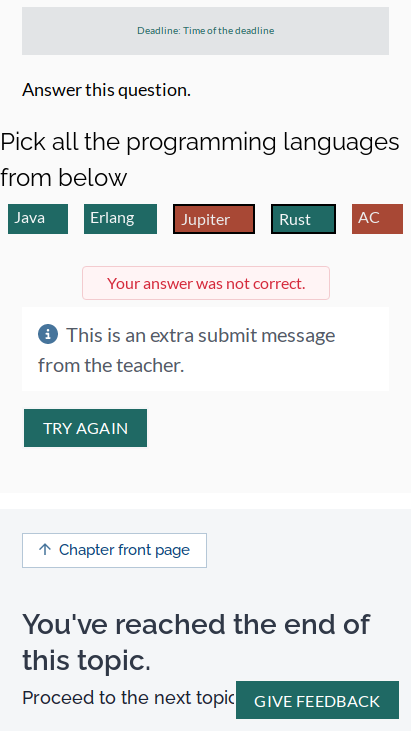 Deadline: Time of the deadline
Answer this question.
Pick all the programming languages
from below
Java Erlang Jupiter Rust AC
Your answer was not correct.
This is an extra submit message
from the teacher.
TRY AGAIN
Chapter front page
You've reached the end of
this topic.
Proceed to the next topic
GIVE FEEDBACK